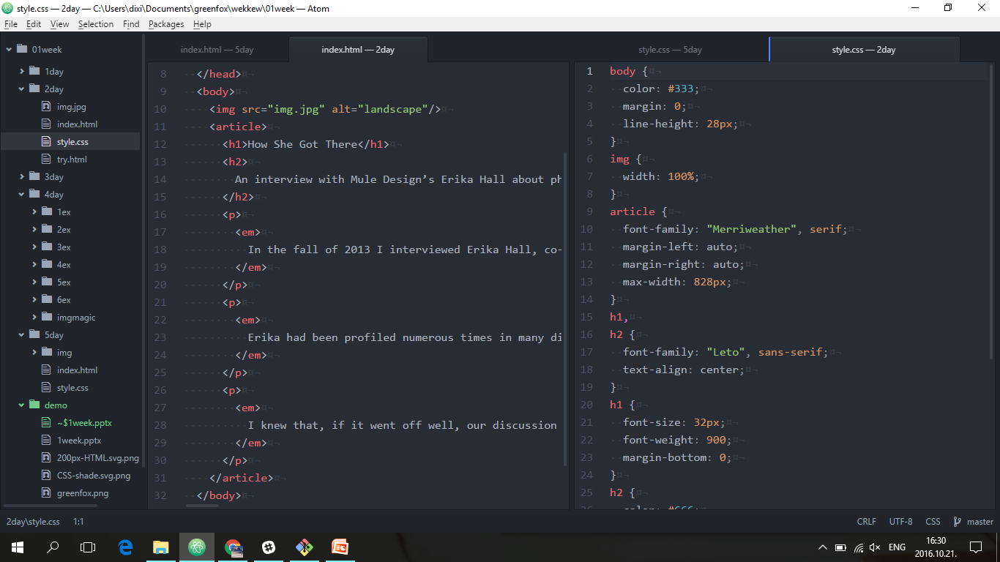 style.css — 2day — C:\Users\dixi\Documents\greenfox\wekkew\01week — Atom
File Edit View Selection Find Packages Help
01week
1day
2day
img.jpg
index.html
style.css
try.html
3day
4day
1ex
2ex
3ex
4ex
5ex
6ex
imgmagic
5day
img
index.html
style.css
demo
~$1week.pptx
1week.pptx
200px-HTML.svg.png
CSS-shade.svg.png
greenfox.png
index.html — 5day index.html — 2day
8 </head>
9 <body>
10 <img src="img.jpg" alt="landscape"/>
11 <article>
12 <h1>How She Got There</h1>
13 <h2>
14 An interview with Mule Design’s Erika Hall about ph
15 </h2>
16 <p>
17 <em>
18 In the fall of 2013 I interviewed Erika Hall, co-
19 </em>
20 </p>
21 <p>
22 <em>
23 Erika had been profiled numerous times in many di
24 </em>
25 </p>
26 <p>
27 <em>
28 I knew that, if it went off well, our discussion
29 </em>
30 </p>
31 </article>
32 </body>
style.css — 5day style.css — 2day
1 body {
2 color: #333;
3 margin: 0;
4 line-height: 28px;
5 }
6 img {
7 width: 100%;
8 }
9 article {
10 font-family: "Merriweather", serif;
11 margin-left: auto;
12 margin-right: auto;
13 max-width: 828px;
14 }
15 h1,
16 h2 {
17 font-family: "Leto", sans-serif;
18 text-align: center;
19 }
20 h1 {
21 font-size: 32px;
22 font-weight: 900;
23 margin-bottom: 0;
24 }
25 h2 {
26 color: #666;
2day\style.css 1:1 CRLF UTF-8 CSS master
ENG 16:30
2016.10.21.